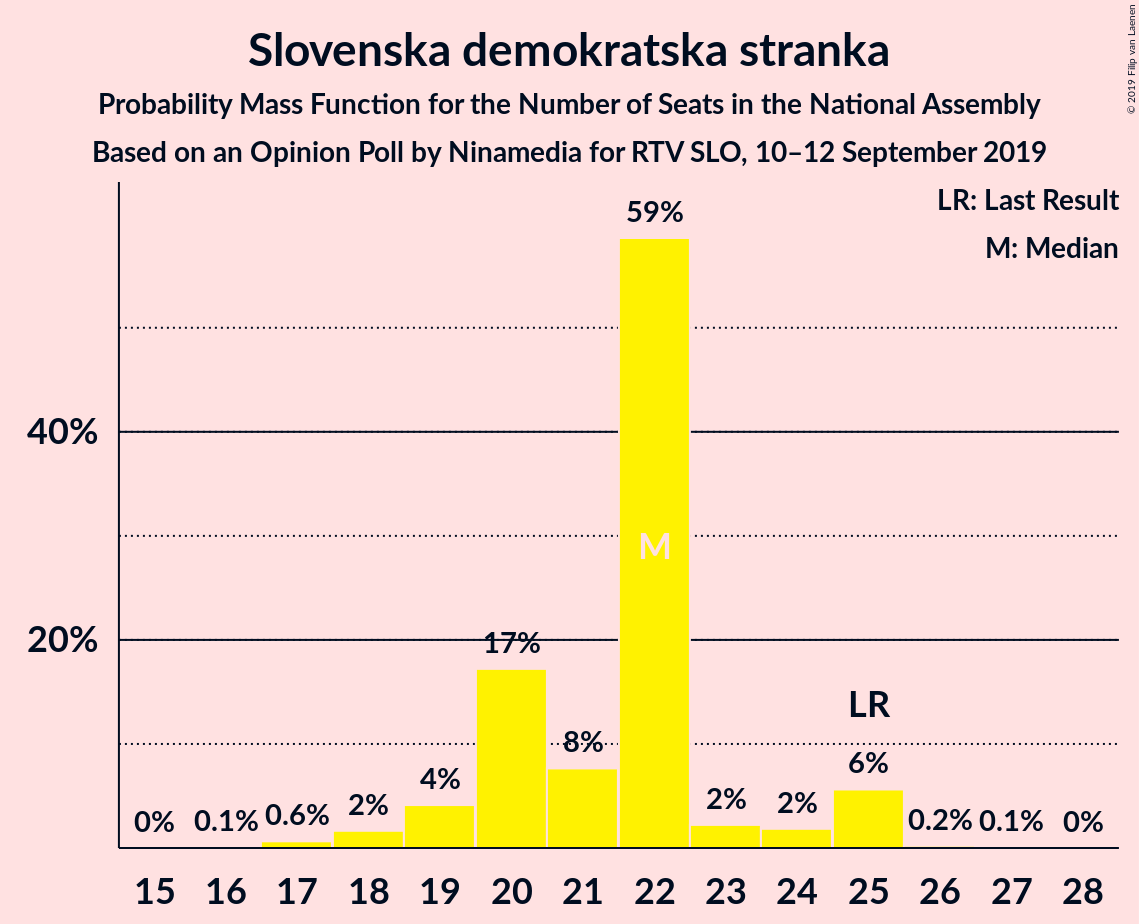 Slovenska demokratska stranka
Probability Mass Function for the Number of Seats in the National Assembly
Based on an Opinion Poll by Ninamedia for RTV SLO, 10–12 September 2019
© 2019 Filip van Laenen
LR: Last Result
M: Median
59%
40%
M
20%
17%
LR
8%
6%
4%
2%
2%
2%
0.6%
0%
0.1%
0.2%
0.1%
0%
15 16 17 18 19 20 21 22 23 24 25 26 27 28